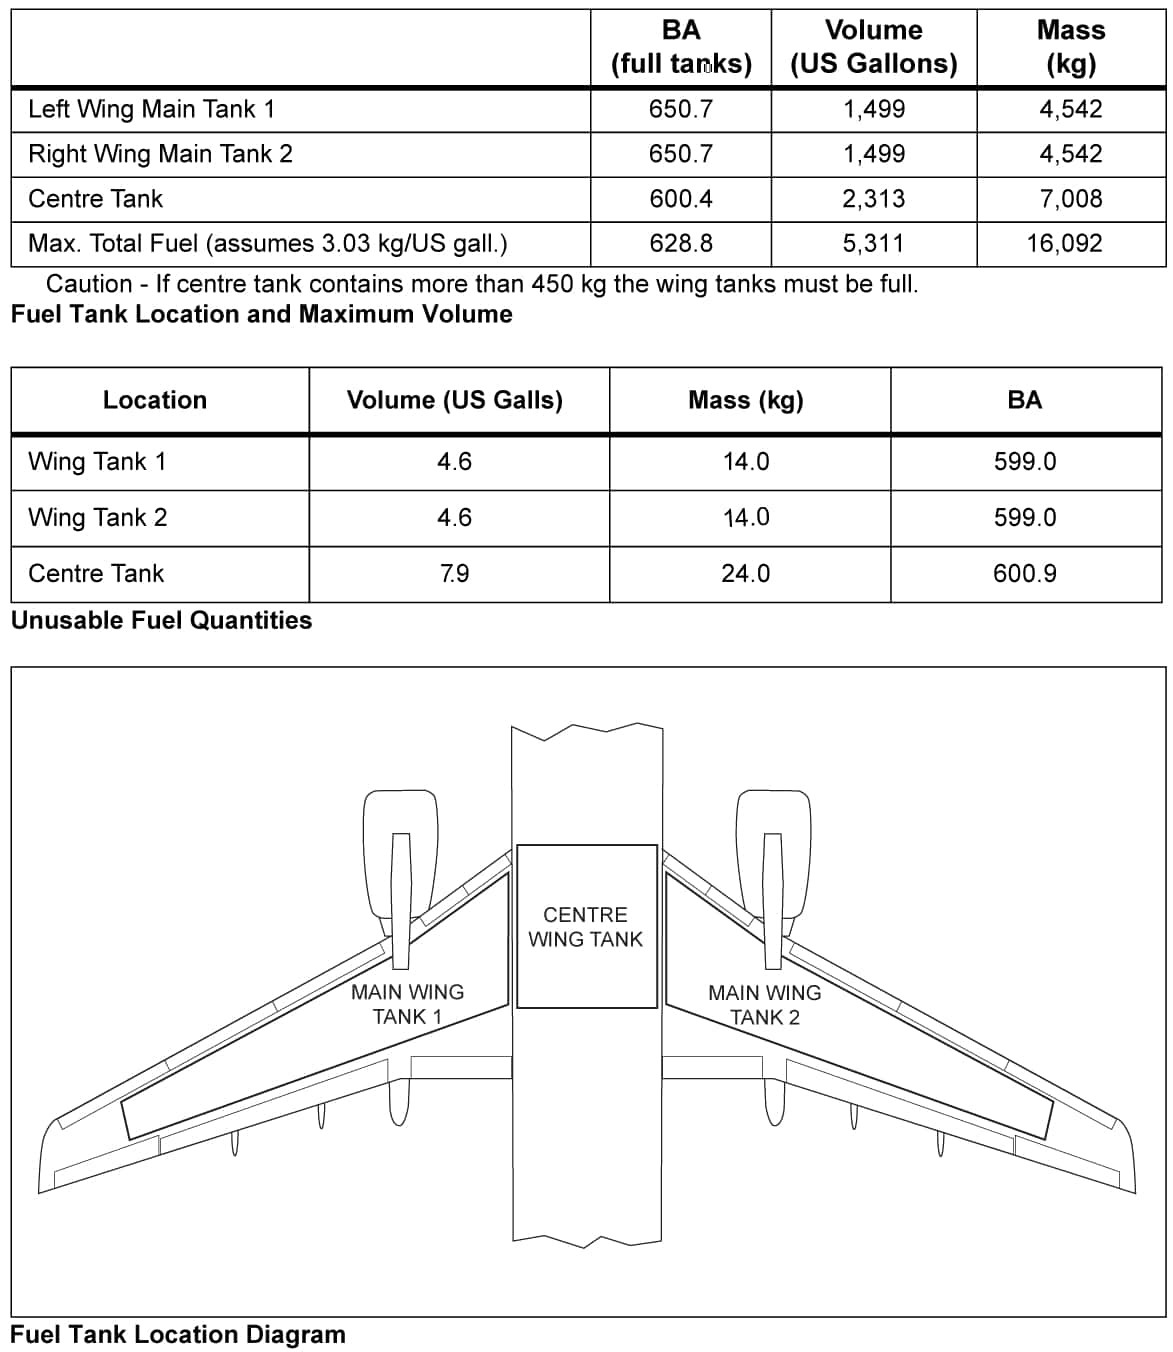 BA Volume Mass
(full tanks) (US Gallons) (kg)
Left Wing Main Tank 1 650.7 1,499 4,542
Right Wing Main Tank 2 650.7 1,499 4,542
Centre Tank 600.4 2,313 7,008
Max. Total Fuel (assumes 3.03 kg/US gall.) 628.8 5,311 16,092
Caution - If centre tank contains more than 450 kg the wing tanks must be full.
Fuel Tank Location and Maximum Volume
Location Volume (US Galls) Mass (kg) BA
Wing Tank 1 4.6 14.0 599.0
Wing Tank 2 4.6 14.0 599.0
Centre Tank 7.9 24.0 600.9
Unusable Fuel Quantities
CENTRE
WING TANK
MAIN WING
TANK 1
MAIN WING
TANK 2
Fuel Tank Location Diagram